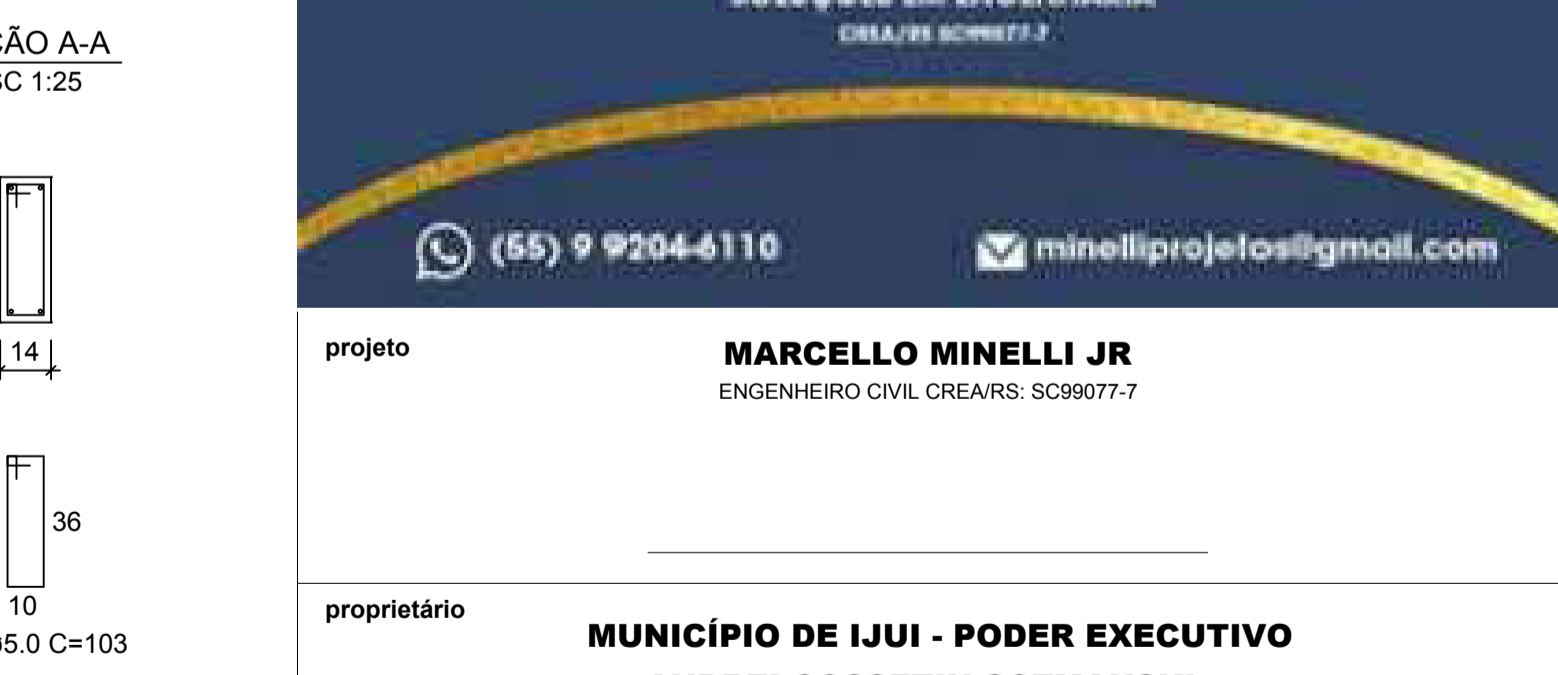 ÇÃO A-A
SC 1:25
14
36
10
ø5.0 C=103
CREA/RS SC99077-7
(55) 9 9204-6110
minelliprojetos@gmail.com
projeto
MARCELLO MINELLI JR
ENGENHEIRO CIVIL CREA/RS: SC99077-7
proprietário
MUNICÍPIO DE IJUI - PODER EXECUTIVO